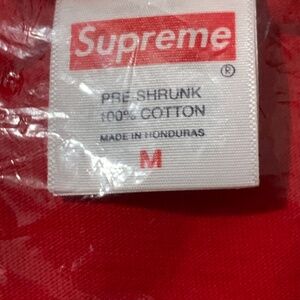 Supreme
®
PRE-SHRUNK
100% COTTON
MADE IN HONDURAS
M